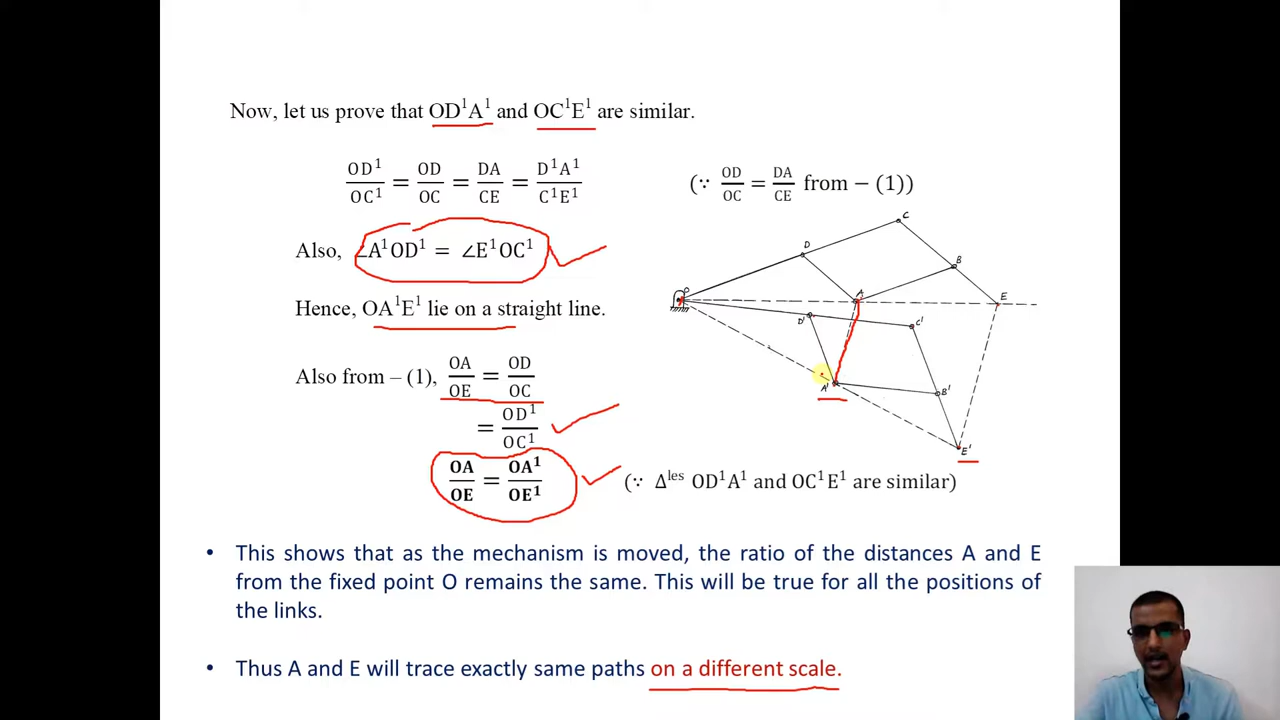 Now, let us prove that OD¹A¹ and OC¹E¹ are similar.
OD¹/OC¹ = OD/OC = DA/CE = D¹A¹/C¹E¹ (∵ OD/OC = DA/CE from − (1))
Also, ∠A¹OD¹ = ∠E¹OC¹
Hence, OA¹E¹ lie on a straight line.
Also from – (1), OA/OE = OD/OC
= OD¹/OC¹
OA/OE = OA¹/OE¹ (∵ Δˡᵉˢ OD¹A¹ and OC¹E¹ are similar)
C
D
B
O
A
E
D'
C'
A'
B'
E'
• This shows that as the mechanism is moved, the ratio of the distances A and E
from the fixed point O remains the same. This will be true for all the positions of
the links.
• Thus A and E will trace exactly same paths on a different scale.